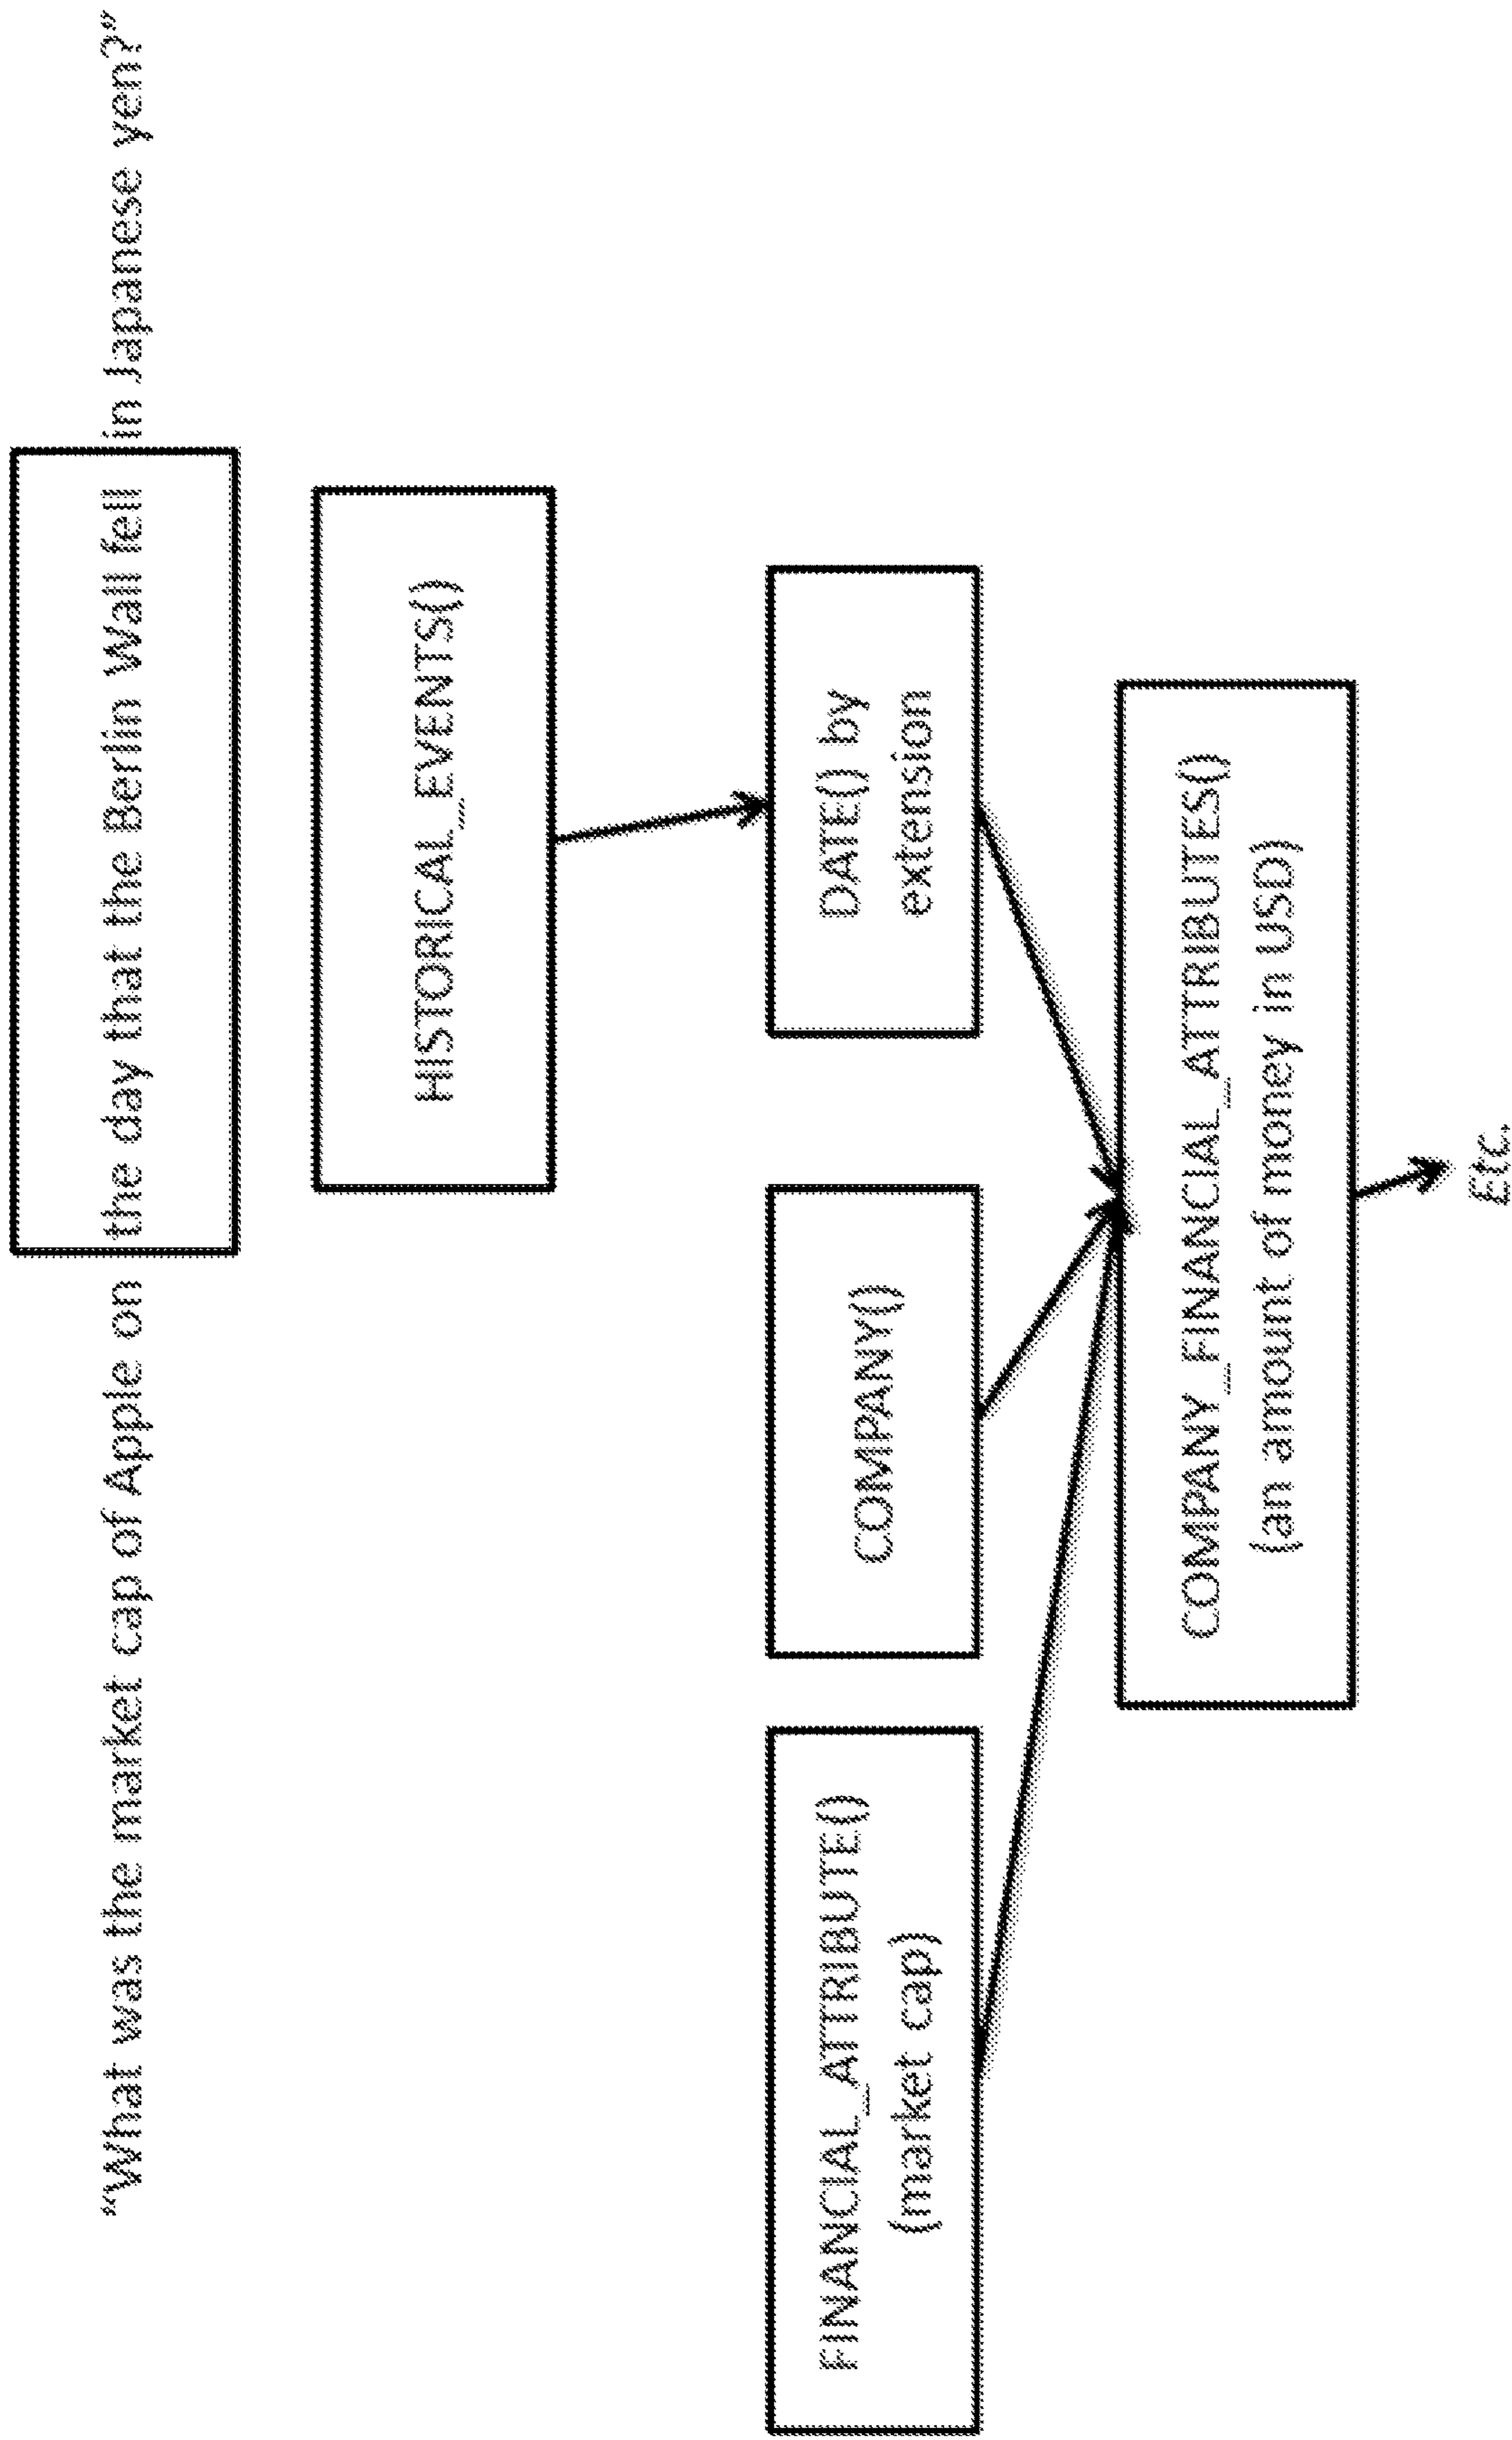 “What was the market cap of Apple on the day that the Berlin Wall fell in Japanese yen?”
HISTORICAL_EVENTS()
FINANCIAL_ATTRIBUTE()
(market cap)
COMPANY()
DATE() by
extension
COMPANY_FINANCIAL_ATTRIBUTES()
(an amount of money in USD)
Etc.